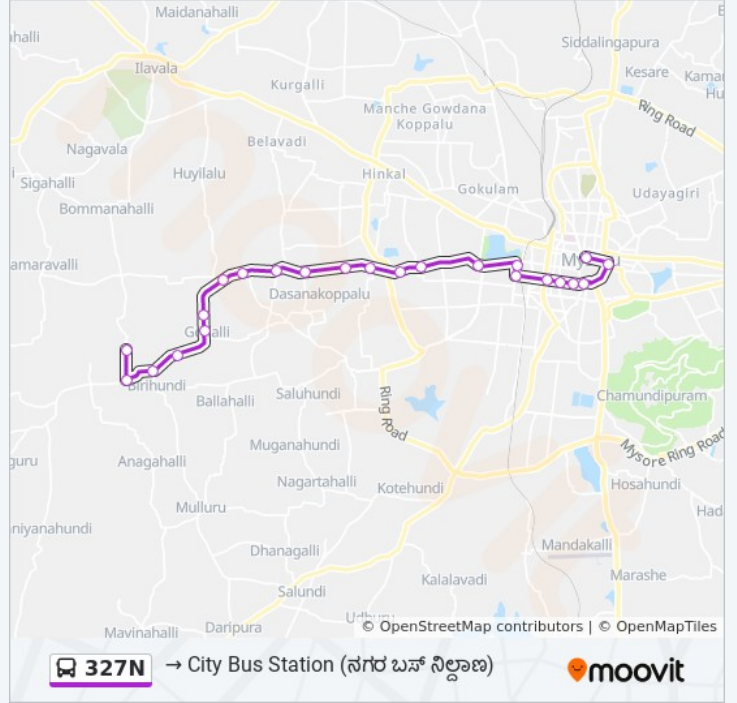 Maidanahalli
ahalli
Siddalingapura
Ilavala
Kesare
Kurgalli
Manche Gowdana
Koppalu
Ring Road
Belavadi
Nagavala
Huyilalu
Hinkal
Sigahalli
Gokulam
Udayagiri
Bommanahalli
amaravalli
Dasanakoppalu
Birihundi
Ballahalli
Saluhundi
Chamundipuram
Ring Road
Mysore Ring Road
Muganahundi
guru
Anagahalli
Nagartahalli
Kotehundi
Hosahundi
Mulluru
Had
niyanahundi
Mandakalli
Dhanagalli
Kalalavadi
Marashe
Salundi
Daripura
Mavinahalli
© OpenStreetMap contributors | © OpenMapTiles
327N → City Bus Station (ನಗರ ಬಸ್ ನಿಲ್ದಾಣ)
moovit